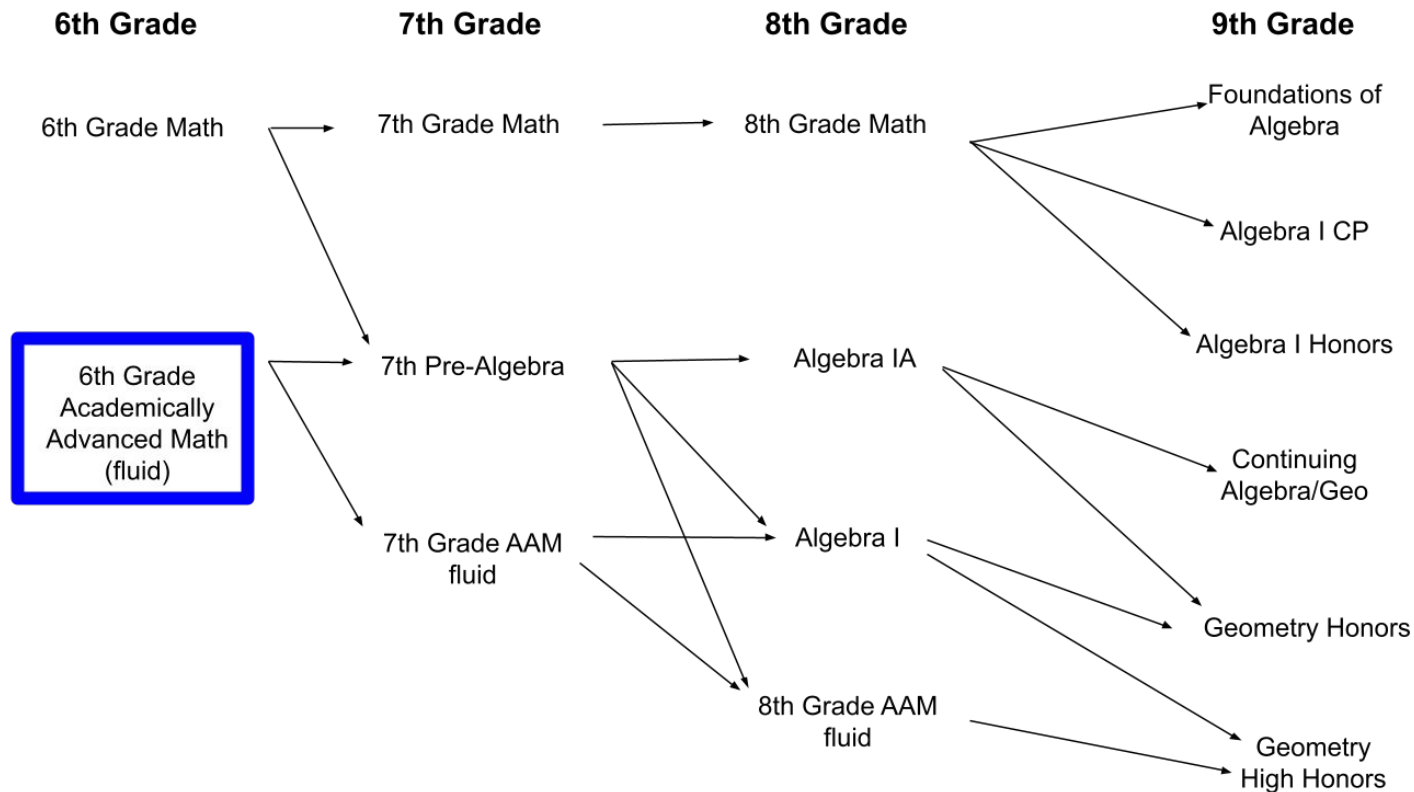 6th Grade
7th Grade
8th Grade
9th Grade
6th Grade Math
7th Grade Math
8th Grade Math
Foundations of
Algebra
Algebra I CP
Algebra I Honors
6th Grade
Academically
Advanced Math
(fluid)
7th Pre-Algebra
Algebra IA
Continuing
Algebra/Geo
7th Grade AAM
fluid
Algebra I
Geometry Honors
8th Grade AAM
fluid
Geometry
High Honors